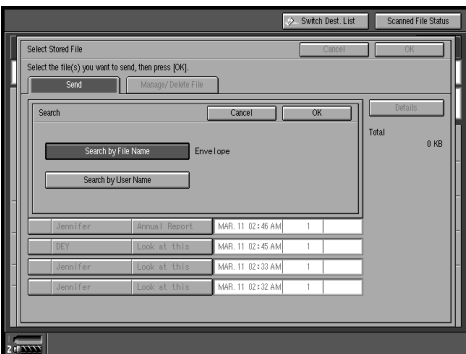 Switch Dest. List Scanned File Status
Select Stored File Cancel OK
Select the file(s) you want to send, then press [OK].
Send Manage/Delete File
Search Cancel OK Details
Total
0 KB
Search by File Name Envelope
Search by User Name
Jennifer Annual Report MAR. 11 02:46 AM 1
DEY Look at this MAR. 11 02:45 AM 1
Jennifer Look at this MAR. 11 02:33 AM 1
Jennifer Look at this MAR. 11 02:32 AM 1
2